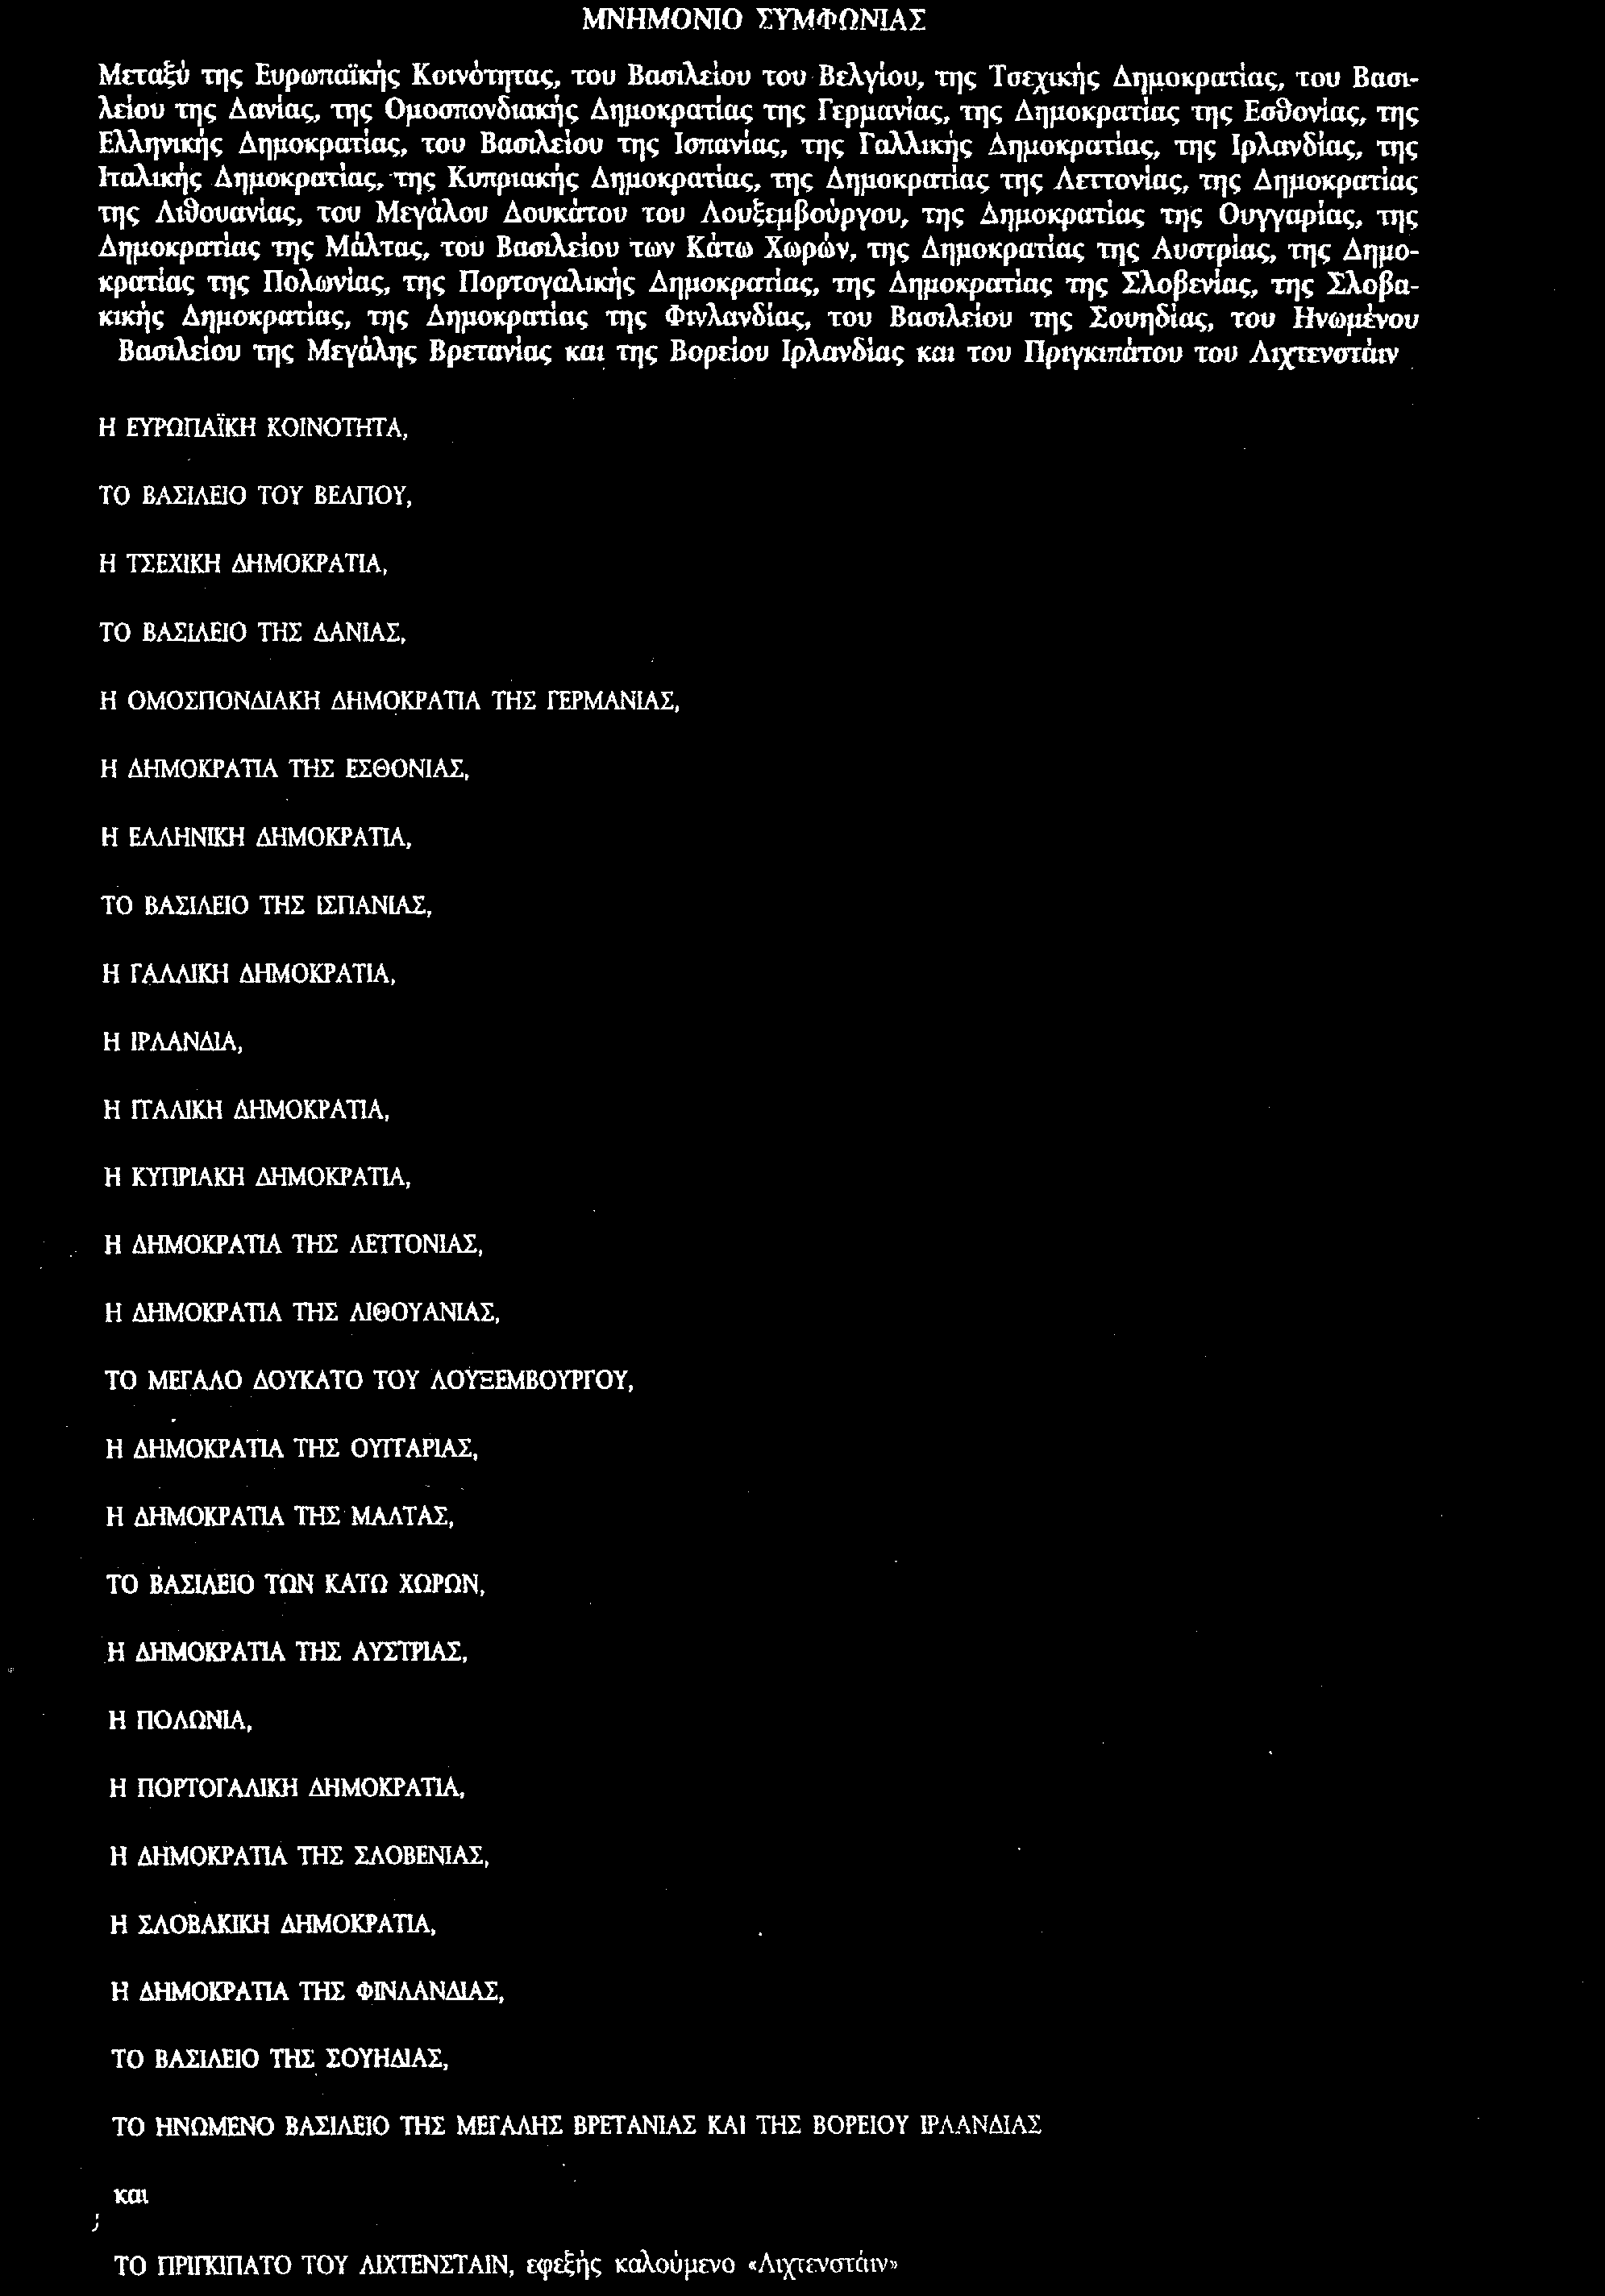 ΜΝΗΜΟΝΙΟ ΣΥΜΦΩΝΙΑΣ
Μεταξύ της Ευρωπαϊκής Κοινότητας, του Βασιλείου του Βελγίου, της Τσεχικής Δημοκρατίας, του Βασι-
λείου της Δανίας, της Ομοσπονδιακής Δημοκρατίας της Γερμανίας, της Δημοκρατίας της Εσθονίας, της
Ελληνικής Δημοκρατίας, του Βασιλείου της Ισπανίας, της Γαλλικής Δημοκρατίας, της Ιρλανδίας, της
Ιταλικής Δημοκρατίας, της Κυπριακής Δημοκρατίας, της Δημοκρατίας της Λεττονίας, της Δημοκρατίας
της Λιθουανίας, του Μεγάλου Δουκάτου του Λουξεμβούργου, της Δημοκρατίας της Ουγγαρίας, της
Δημοκρατίας της Μάλτας, του Βασιλείου των Κάτω Χωρών, της Δημοκρατίας της Αυστρίας, της Δημο-
κρατίας της Πολωνίας, της Πορτογαλικής Δημοκρατίας, της Δημοκρατίας της Σλοβενίας, της Σλοβα-
κικής Δημοκρατίας, της Δημοκρατίας της Φινλανδίας, του Βασιλείου της Σουηδίας, του Ηνωμένου
Βασιλείου της Μεγάλης Βρετανίας και της Βορείου Ιρλανδίας και του Πριγκιπάτου του Λιχτενστάιν
Η ΕΥΡΩΠΑΪΚΗ ΚΟΙΝΟΤΗΤΑ,
ΤΟ ΒΑΣΙΛΕΙΟ ΤΟΥ ΒΕΛΓΙΟΥ,
Η ΤΣΕΧΙΚΗ ΔΗΜΟΚΡΑΤΙΑ,
ΤΟ ΒΑΣΙΛΕΙΟ ΤΗΣ ΔΑΝΙΑΣ,
Η ΟΜΟΣΠΟΝΔΙΑΚΗ ΔΗΜΟΚΡΑΤΙΑ ΤΗΣ ΓΕΡΜΑΝΙΑΣ,
Η ΔΗΜΟΚΡΑΤΙΑ ΤΗΣ ΕΣΘΟΝΙΑΣ,
Η ΕΛΛΗΝΙΚΗ ΔΗΜΟΚΡΑΤΙΑ,
ΤΟ ΒΑΣΙΛΕΙΟ ΤΗΣ ΙΣΠΑΝΙΑΣ,
Η ΓΑΛΛΙΚΗ ΔΗΜΟΚΡΑΤΙΑ,
Η ΙΡΛΑΝΔΙΑ,
Η ΙΤΑΛΙΚΗ ΔΗΜΟΚΡΑΤΙΑ,
Η ΚΥΠΡΙΑΚΗ ΔΗΜΟΚΡΑΤΙΑ,
Η ΔΗΜΟΚΡΑΤΙΑ ΤΗΣ ΛΕΤΤΟΝΙΑΣ,
Η ΔΗΜΟΚΡΑΤΙΑ ΤΗΣ ΛΙΘΟΥΑΝΙΑΣ,
ΤΟ ΜΕΓΑΛΟ ΔΟΥΚΑΤΟ ΤΟΥ ΛΟΥΞΕΜΒΟΥΡΓΟΥ,
Η ΔΗΜΟΚΡΑΤΙΑ ΤΗΣ ΟΥΓΓΑΡΙΑΣ,
Η ΔΗΜΟΚΡΑΤΙΑ ΤΗΣ ΜΑΛΤΑΣ,
ΤΟ ΒΑΣΙΛΕΙΟ ΤΩΝ ΚΑΤΩ ΧΩΡΩΝ,
Η ΔΗΜΟΚΡΑΤΙΑ ΤΗΣ ΑΥΣΤΡΙΑΣ,
Η ΠΟΛΩΝΙΑ,
Η ΠΟΡΤΟΓΑΛΙΚΗ ΔΗΜΟΚΡΑΤΙΑ,
Η ΔΗΜΟΚΡΑΤΙΑ ΤΗΣ ΣΛΟΒΕΝΙΑΣ,
Η ΣΛΟΒΑΚΙΚΗ ΔΗΜΟΚΡΑΤΙΑ,
Η ΔΗΜΟΚΡΑΤΙΑ ΤΗΣ ΦΙΝΛΑΝΔΙΑΣ,
ΤΟ ΒΑΣΙΛΕΙΟ ΤΗΣ ΣΟΥΗΔΙΑΣ,
ΤΟ ΗΝΩΜΕΝΟ ΒΑΣΙΛΕΙΟ ΤΗΣ ΜΕΓΑΛΗΣ ΒΡΕΤΑΝΙΑΣ ΚΑΙ ΤΗΣ ΒΟΡΕΙΟΥ ΙΡΛΑΝΔΙΑΣ
και
ΤΟ ΠΡΙΓΚΙΠΑΤΟ ΤΟΥ ΛΙΧΤΕΝΣΤΑΙΝ, εφεξής καλούμενο «Λιχτενστάιν»